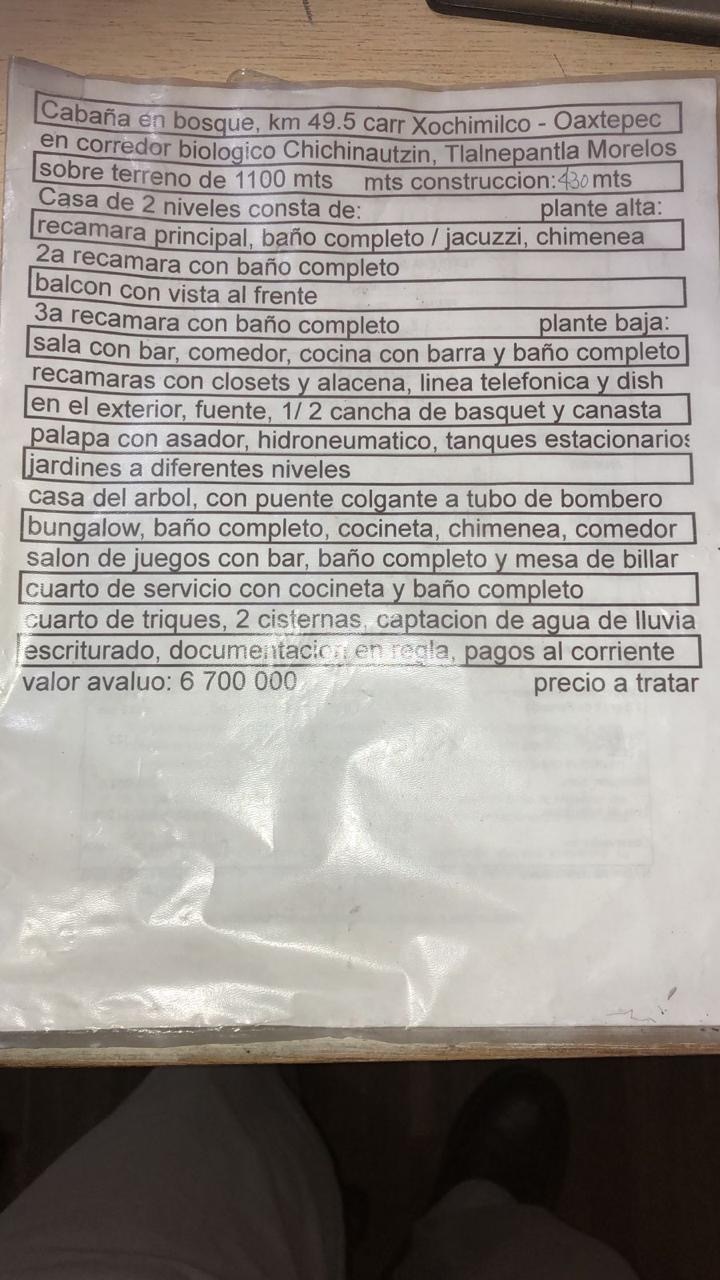 Cabaña en bosque, km 49.5 carr Xochimilco - Oaxtepec
en corredor biologico Chichinautzin, Tlalnepantla Morelos
sobre terreno de 1100 mts mts construccion: 430 mts
Casa de 2 niveles consta de: plante alta:
recamara principal, baño completo / jacuzzi, chimenea
2a recamara con baño completo
balcon con vista al frente
3a recamara con baño completo plante baja:
sala con bar, comedor, cocina con barra y baño completo
recamaras con closets y alacena, linea telefonica y dish
en el exterior, fuente, 1/ 2 cancha de basquet y canasta
palapa con asador, hidroneumatico, tanques estacionarios
jardines a diferentes niveles
casa del arbol, con puente colgante a tubo de bombero
bungalow, baño completo, cocineta, chimenea, comedor
salon de juegos con bar, baño completo y mesa de billar
cuarto de servicio con cocineta y baño completo
cuarto de triques, 2 cisternas, captacion de agua de lluvia
escriturado, documentacion en regla, pagos al corriente
valor avaluo: 6 700 000 precio a tratar